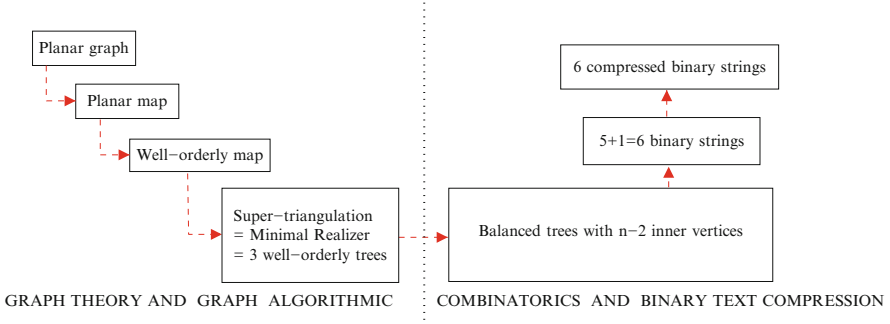 Planar graph
Planar map
Well−orderly map
Super−triangulation
= Minimal Realizer
= 3 well−orderly trees
GRAPH THEORY AND GRAPH ALGORITHMIC
6 compressed binary strings
5+1=6 binary strings
Balanced trees with n−2 inner vertices
COMBINATORICS AND BINARY TEXT COMPRESSION